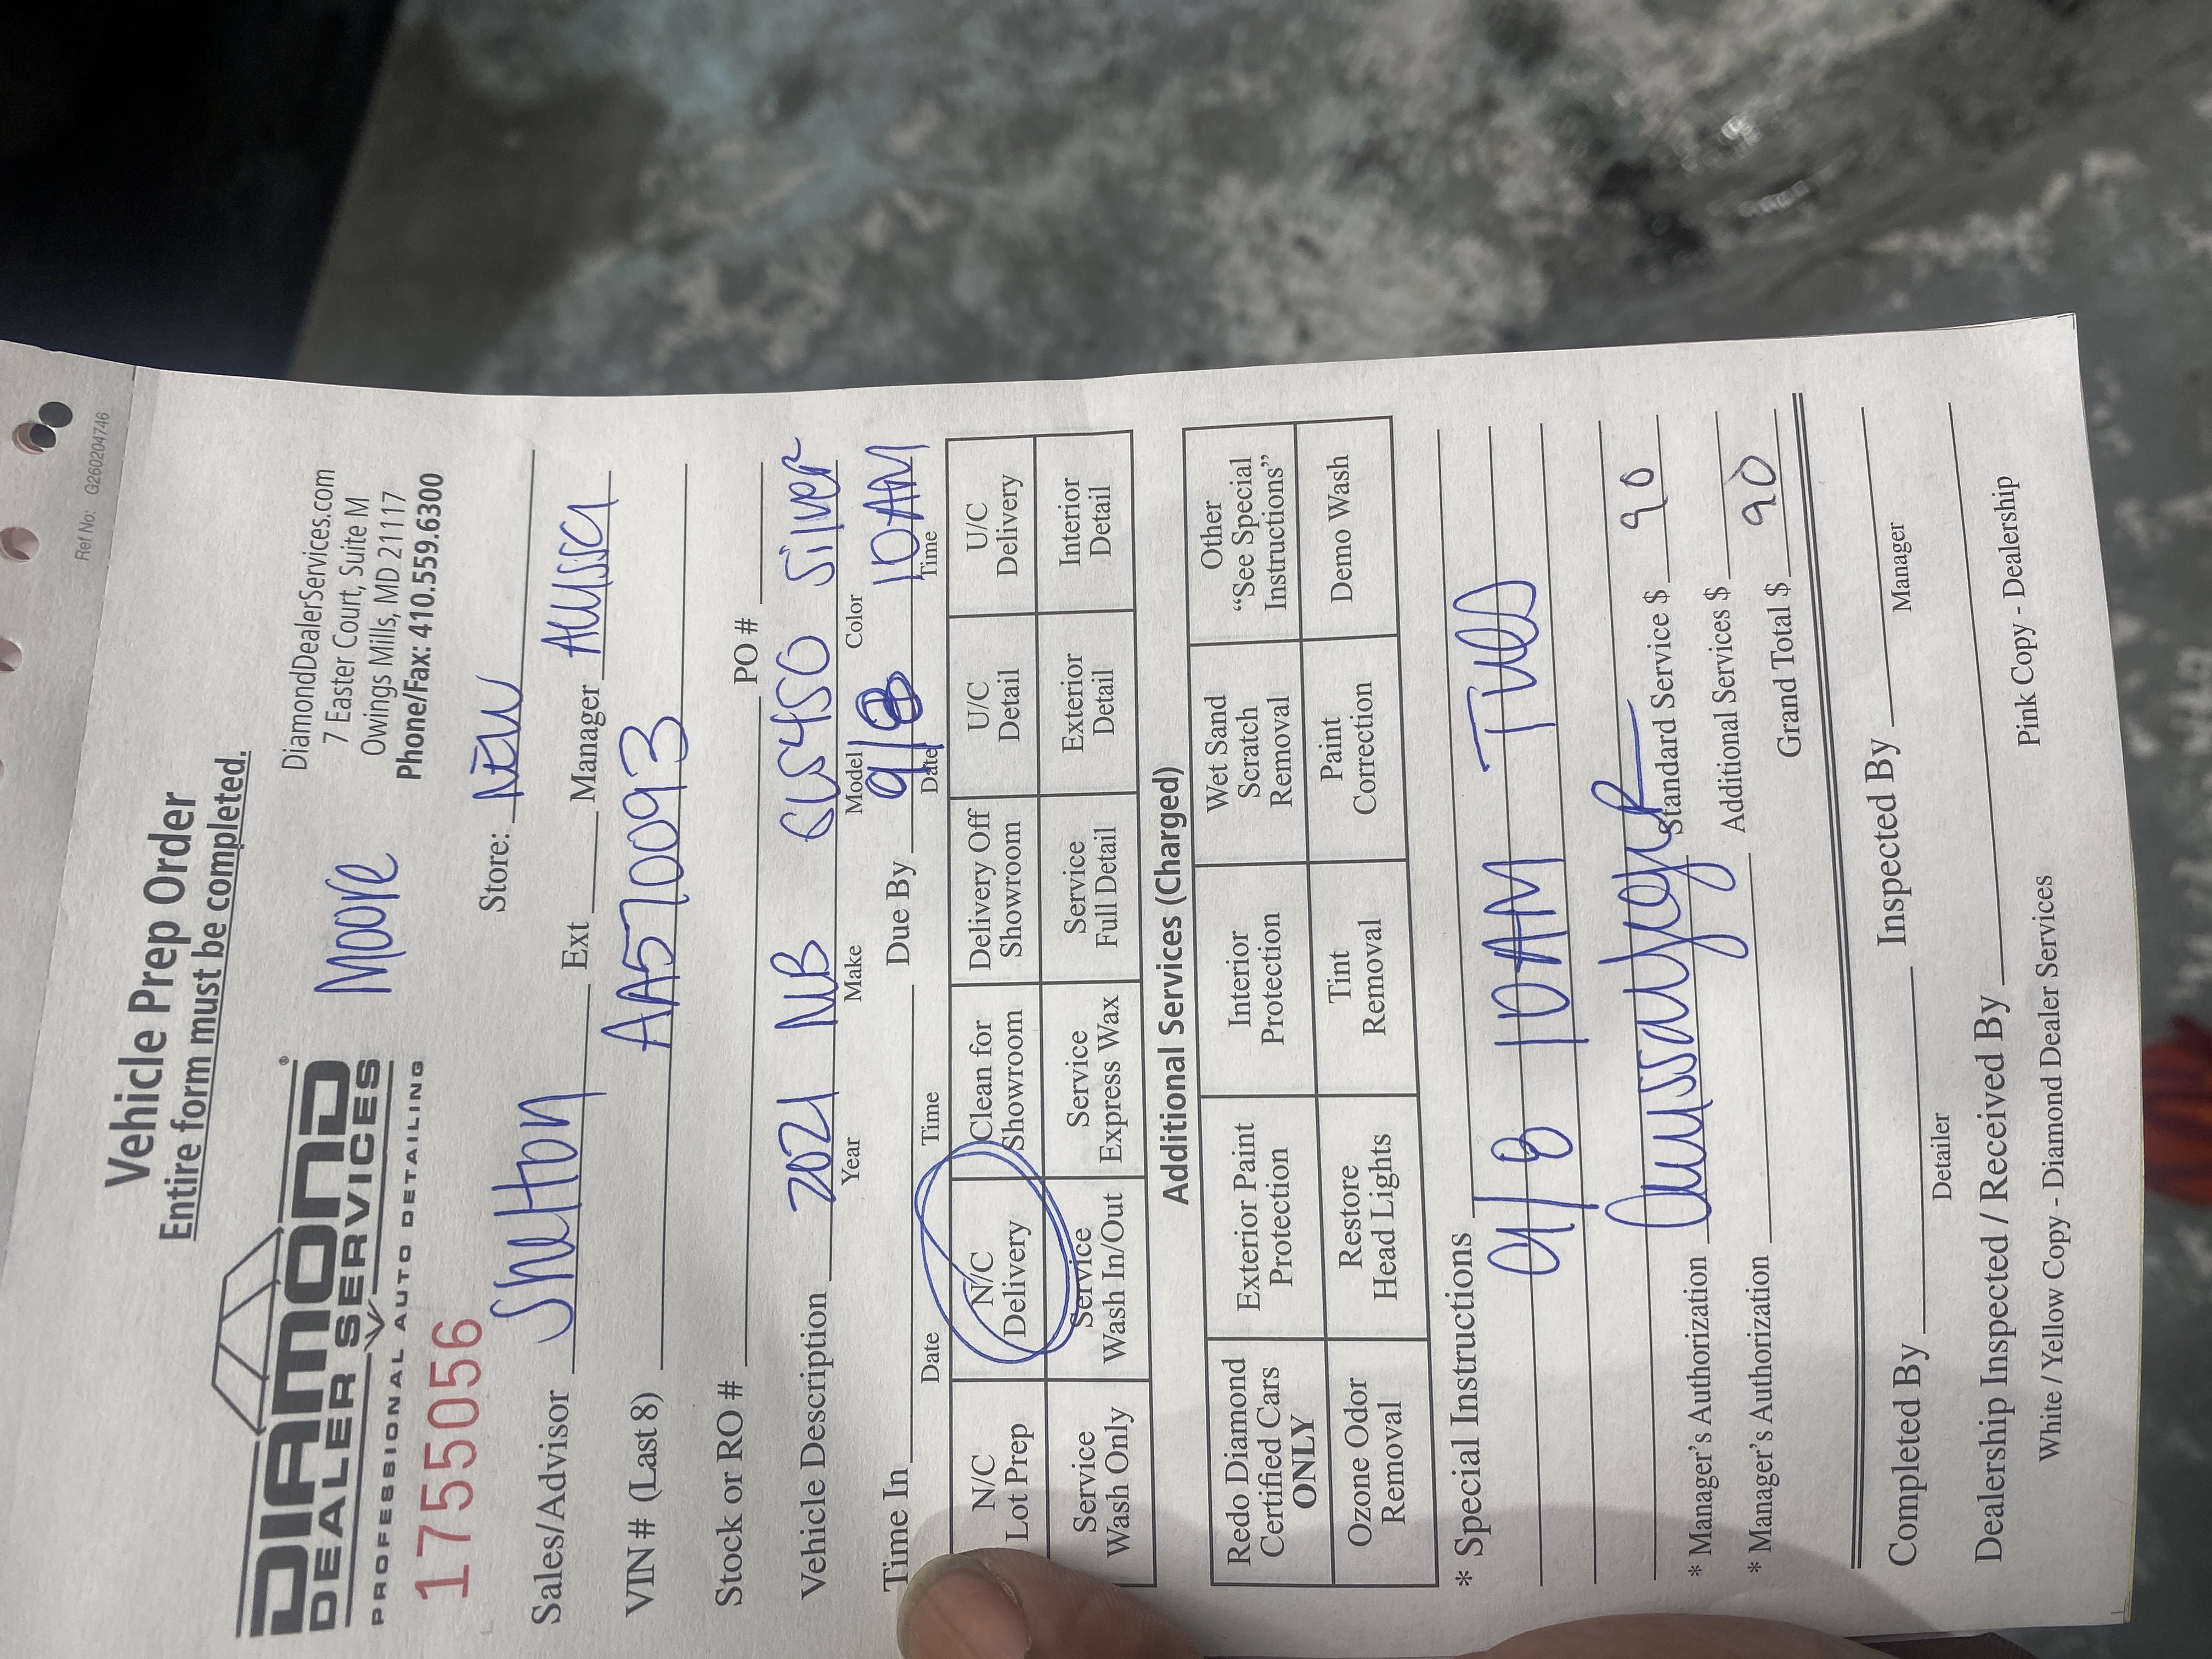 Ref No: G260204746
Vehicle Prep Order
Entire form must be completed.
DIAMOND®
DEALER SERVICES
PROFESSIONAL AUTO DETAILING
Moore
DiamondDealerServices.com
7 Easter Court, Suite M
Owings Mills, MD 21117
Phone/Fax: 410.559.6300
1755056
Store: NEW
Sales/Advisor Shelton Ext Manager Alyssa
VIN # (Last 8) AA570093
Stock or RO # PO #
Vehicle Description 2021 MB GLS450 Silver
Year Make Model Color
Time In Due By 9/8 10AM
Date Time Date Time
N/C Lot Prep N/C Delivery Clean for Showroom Delivery Off Showroom U/C Detail U/C Delivery
Service Wash Only Service Wash In/Out Service Express Wax Service Full Detail Exterior Detail Interior Detail
Additional Services (Charged)
Redo Diamond Certified Cars ONLY Exterior Paint Protection Interior Protection Wet Sand Scratch Removal Other "See Special Instructions"
Ozone Odor Removal Restore Head Lights Tint Removal Paint Correction Demo Wash
* Special Instructions
9/8 10AM Tues
* Manager's Authorization Standard Service $ 90
* Manager's Authorization Additional Services $
Grand Total $ 90
Completed By Inspected By
Detailer Manager
Dealership Inspected / Received By
White / Yellow Copy - Diamond Dealer Services Pink Copy - Dealership